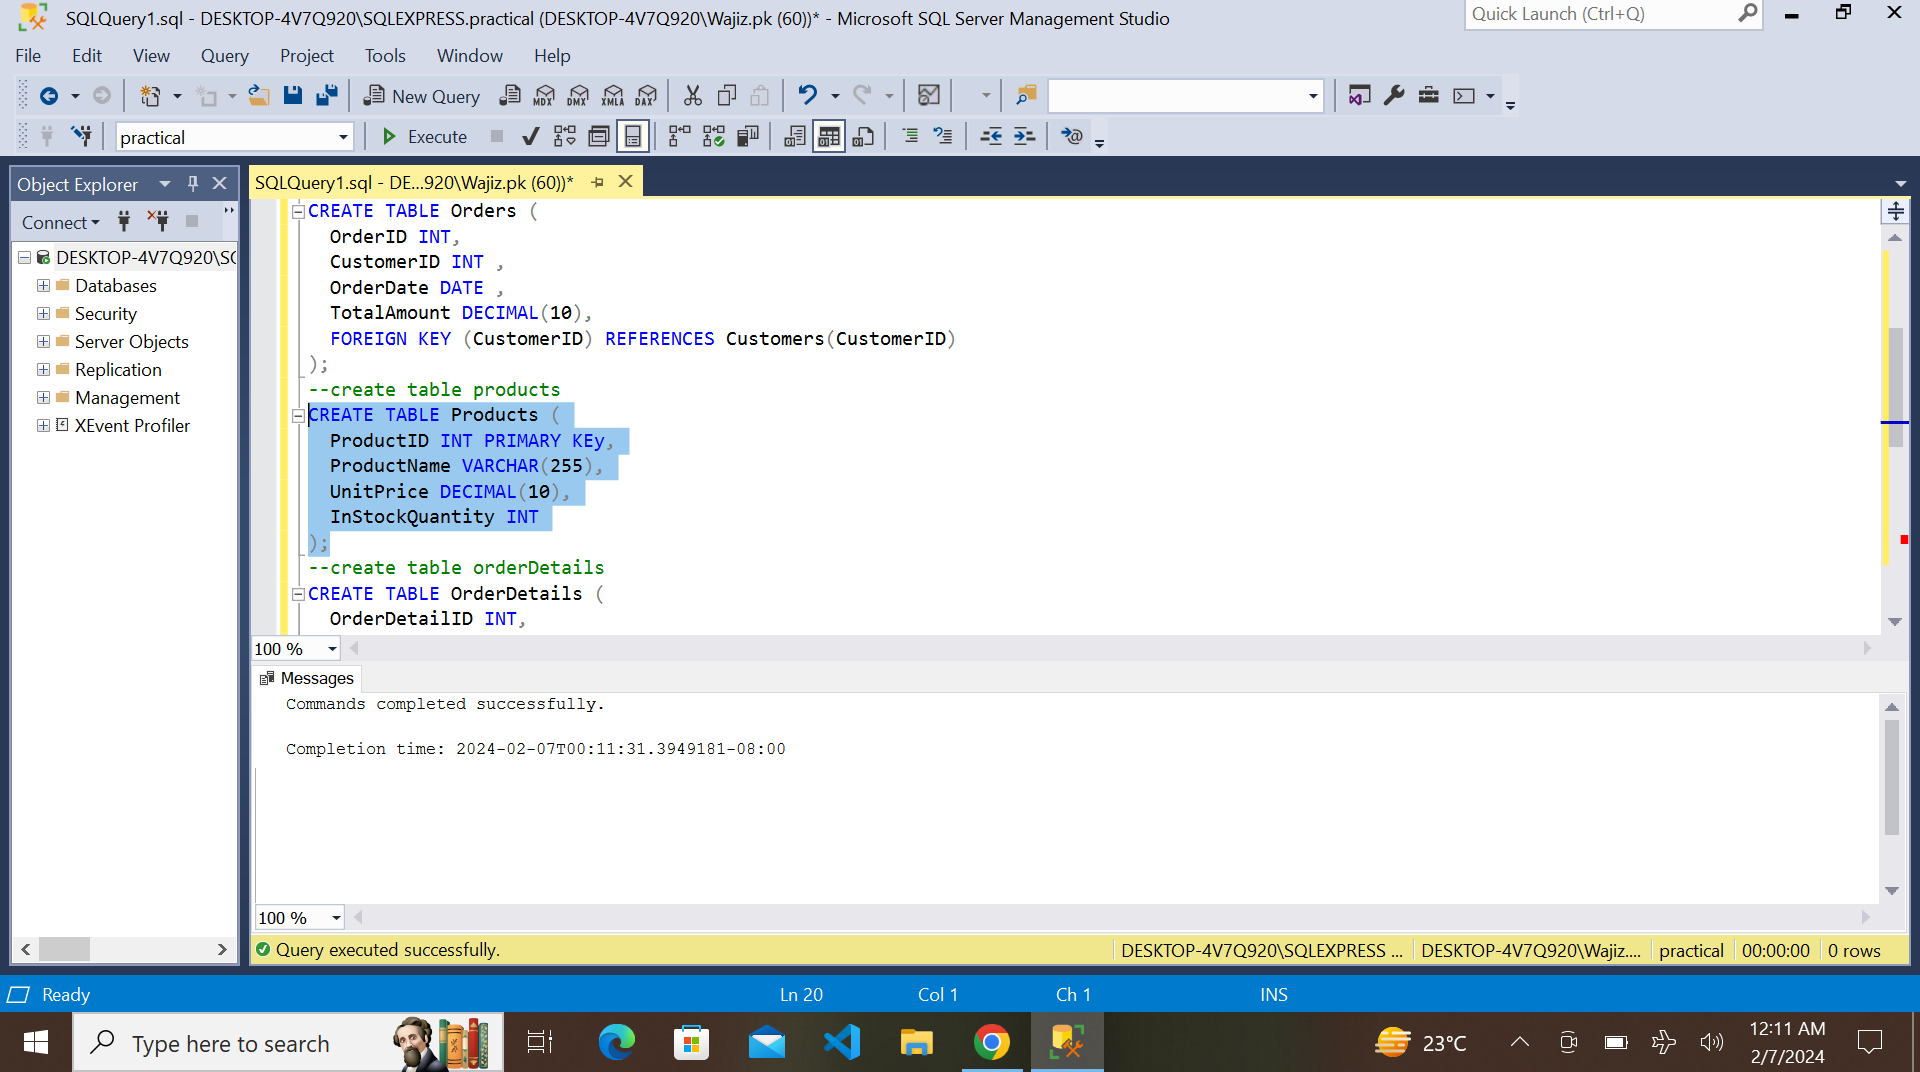 SQLQuery1.sql - DESKTOP-4V7Q920\SQLEXPRESS.practical (DESKTOP-4V7Q920\Wajiz.pk (60))* - Microsoft SQL Server Management Studio
Quick Launch (Ctrl+Q)
File Edit View Query Project Tools Window Help
New Query MDX DMX XMLA DAX
practical Execute
Object Explorer
SQLQuery1.sql - DE...920\Wajiz.pk (60))*
Connect
DESKTOP-4V7Q920\SQ
Databases
Security
Server Objects
Replication
Management
XEvent Profiler
CREATE TABLE Orders (
OrderID INT,
CustomerID INT ,
OrderDate DATE ,
TotalAmount DECIMAL(10),
FOREIGN KEY (CustomerID) REFERENCES Customers(CustomerID)
);
--create table products
CREATE TABLE Products (
ProductID INT PRIMARY KEy,
ProductName VARCHAR(255),
UnitPrice DECIMAL(10),
InStockQuantity INT
);
--create table orderDetails
CREATE TABLE OrderDetails (
OrderDetailID INT,
100 %
Messages
Commands completed successfully.
Completion time: 2024-02-07T00:11:31.3949181-08:00
100 %
Query executed successfully. DESKTOP-4V7Q920\SQLEXPRESS ... DESKTOP-4V7Q920\Wajiz.... practical 00:00:00 0 rows
Ready Ln 20 Col 1 Ch 1 INS
Type here to search
23°C
12:11 AM
2/7/2024